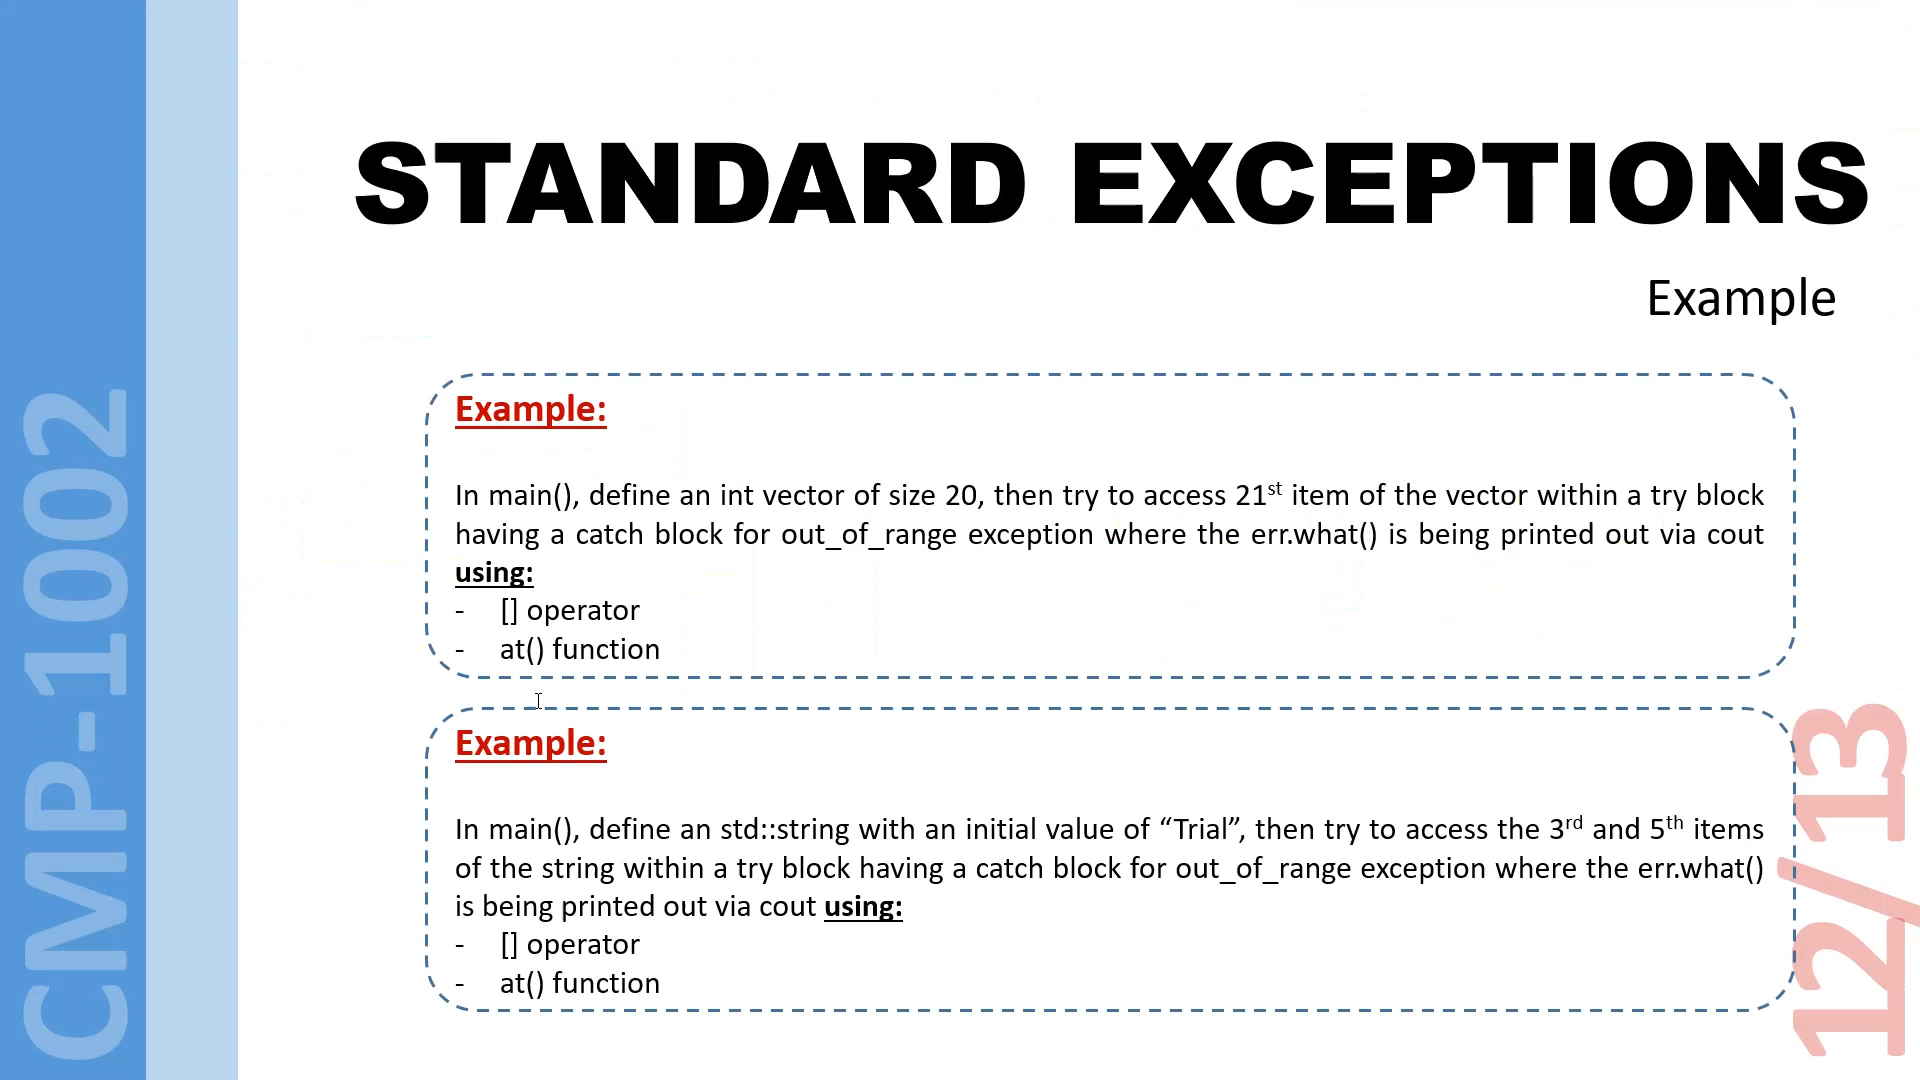 CMP-1002
STANDARD EXCEPTIONS
Example
Example:
In main(), define an int vector of size 20, then try to access 21st item of the vector within a try block
having a catch block for out_of_range exception where the err.what() is being printed out via cout
using:
- [] operator
- at() function
Example:
In main(), define an std::string with an initial value of “Trial”, then try to access the 3rd and 5th items
of the string within a try block having a catch block for out_of_range exception where the err.what()
is being printed out via cout using:
- [] operator
- at() function
12/13